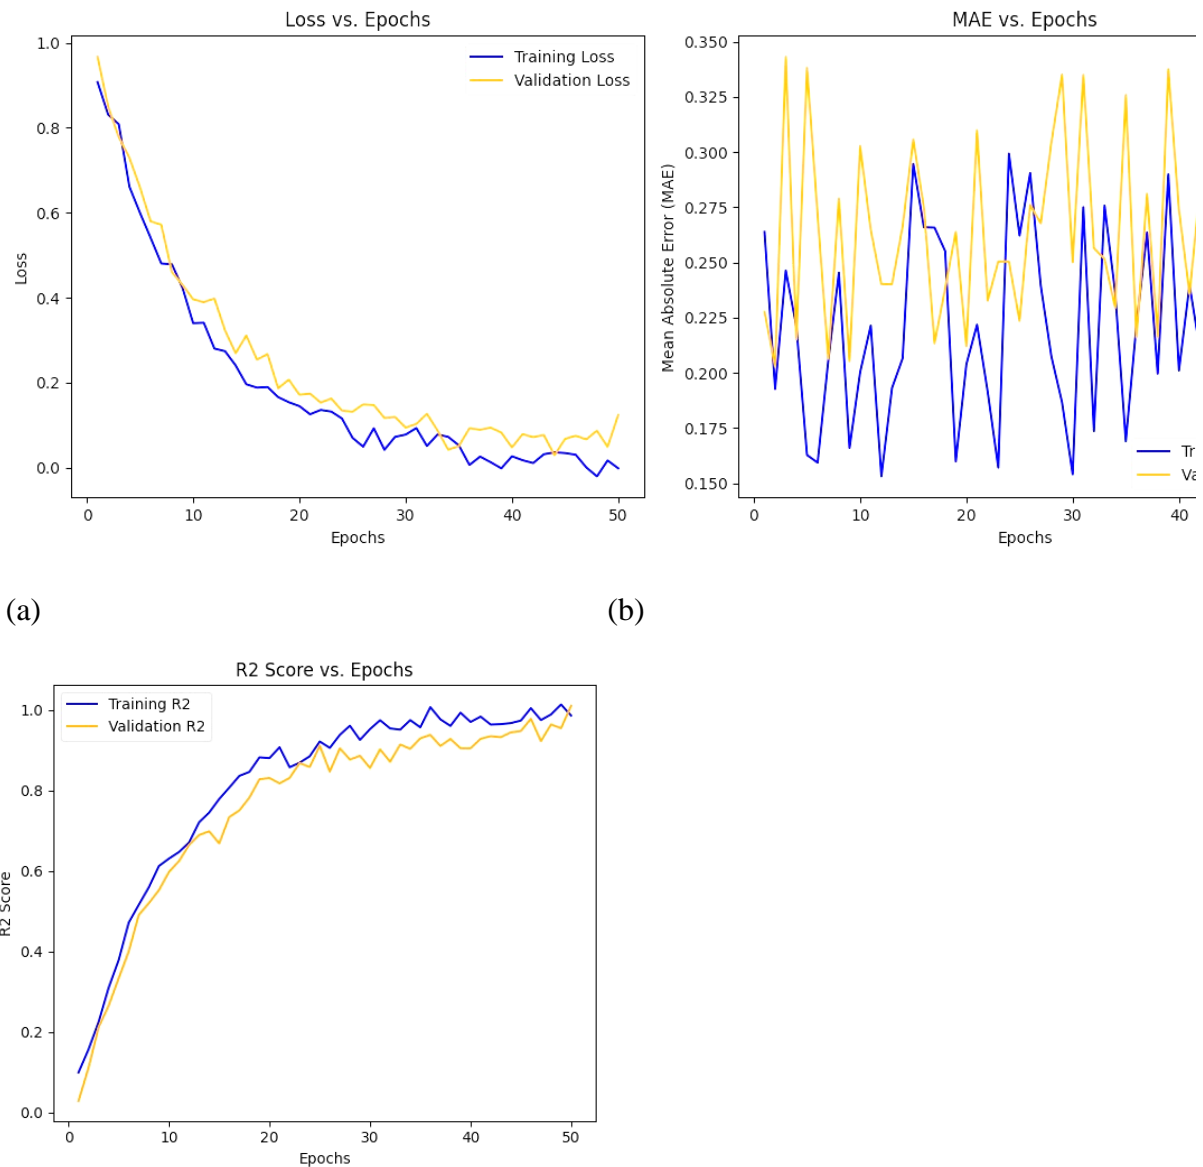 Loss vs. Epochs
1.0
0.8
0.6
0.4
0.2
0.0
Loss
Training Loss
Validation Loss
0 10 20 30 40 50
Epochs
MAE vs. Epochs
0.350
0.325
0.300
0.275
0.250
0.225
0.200
0.175
0.150
Mean Absolute Error (MAE)
Tr
Va
0 10 20 30 40
Epochs
(a) (b)
R2 Score vs. Epochs
Training R2
Validation R2
1.0
0.8
0.6
0.4
0.2
0.0
R2 Score
0 10 20 30 40 50
Epochs